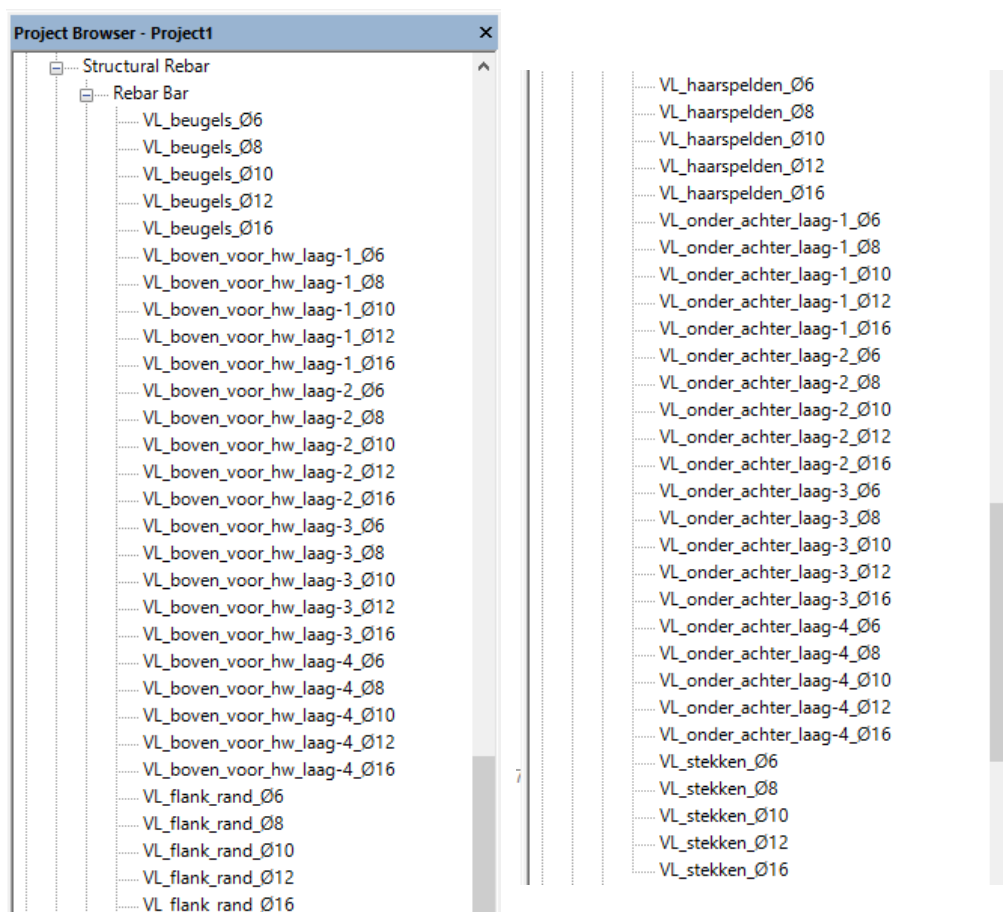 Project Browser - Project1
Structural Rebar
Rebar Bar
VL_beugels_Ø6
VL_beugels_Ø8
VL_beugels_Ø10
VL_beugels_Ø12
VL_beugels_Ø16
VL_boven_voor_hw_laag-1_Ø6
VL_boven_voor_hw_laag-1_Ø8
VL_boven_voor_hw_laag-1_Ø10
VL_boven_voor_hw_laag-1_Ø12
VL_boven_voor_hw_laag-1_Ø16
VL_boven_voor_hw_laag-2_Ø6
VL_boven_voor_hw_laag-2_Ø8
VL_boven_voor_hw_laag-2_Ø10
VL_boven_voor_hw_laag-2_Ø12
VL_boven_voor_hw_laag-2_Ø16
VL_boven_voor_hw_laag-3_Ø6
VL_boven_voor_hw_laag-3_Ø8
VL_boven_voor_hw_laag-3_Ø10
VL_boven_voor_hw_laag-3_Ø12
VL_boven_voor_hw_laag-3_Ø16
VL_boven_voor_hw_laag-4_Ø6
VL_boven_voor_hw_laag-4_Ø8
VL_boven_voor_hw_laag-4_Ø10
VL_boven_voor_hw_laag-4_Ø12
VL_boven_voor_hw_laag-4_Ø16
VL_flank_rand_Ø6
VL_flank_rand_Ø8
VL_flank_rand_Ø10
VL_flank_rand_Ø12
VL_flank_rand_Ø16
VL_haarspelden_Ø6
VL_haarspelden_Ø8
VL_haarspelden_Ø10
VL_haarspelden_Ø12
VL_haarspelden_Ø16
VL_onder_achter_laag-1_Ø6
VL_onder_achter_laag-1_Ø8
VL_onder_achter_laag-1_Ø10
VL_onder_achter_laag-1_Ø12
VL_onder_achter_laag-1_Ø16
VL_onder_achter_laag-2_Ø6
VL_onder_achter_laag-2_Ø8
VL_onder_achter_laag-2_Ø10
VL_onder_achter_laag-2_Ø12
VL_onder_achter_laag-2_Ø16
VL_onder_achter_laag-3_Ø6
VL_onder_achter_laag-3_Ø8
VL_onder_achter_laag-3_Ø10
VL_onder_achter_laag-3_Ø12
VL_onder_achter_laag-3_Ø16
VL_onder_achter_laag-4_Ø6
VL_onder_achter_laag-4_Ø8
VL_onder_achter_laag-4_Ø10
VL_onder_achter_laag-4_Ø12
VL_onder_achter_laag-4_Ø16
VL_stekken_Ø6
VL_stekken_Ø8
VL_stekken_Ø10
VL_stekken_Ø12
VL_stekken_Ø16